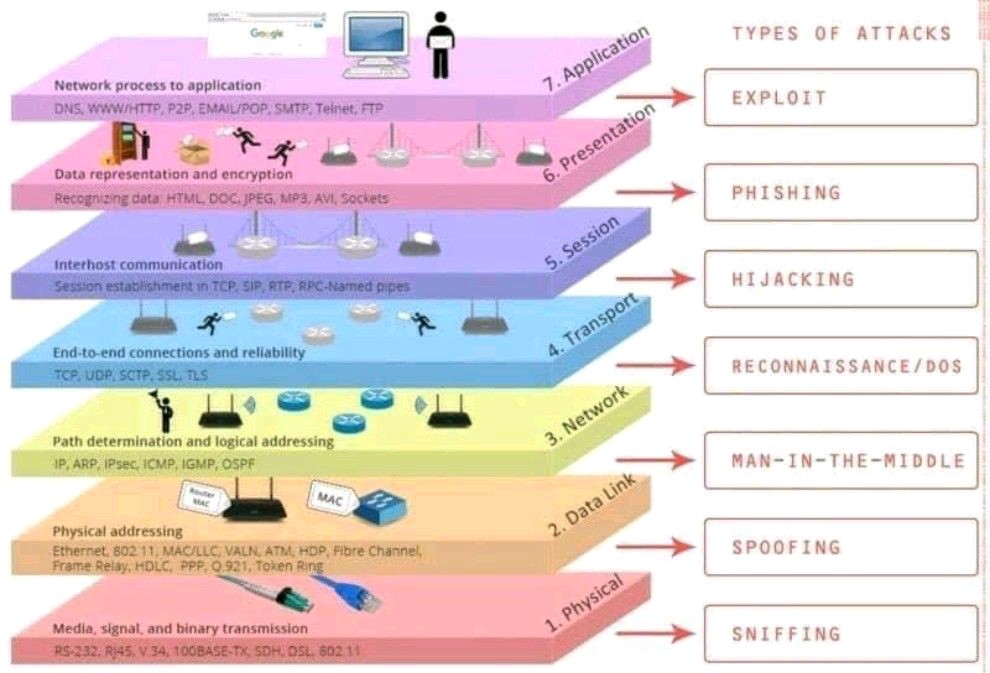 TYPES OF ATTACKS
Google
7. Application
Network process to application
DNS, WWW/HTTP, P2P, EMAIL/POP, SMTP, Telnet, FTP
EXPLOIT
6. Presentation
Data representation and encryption
Recognizing data: HTML, DOC, JPEG, MP3, AVI, Sockets
PHISHING
5. Session
Interhost communication
Session establishment in TCP, SIP, RTP, RPC-Named pipes
HIJACKING
4. Transport
End-to-end connections and reliability
TCP, UDP, SCTP, SSL, TLS
RECONNAISSANCE/DOS
3. Network
Path determination and logical addressing
IP, ARP, IPsec, ICMP, IGMP, OSPF
MAN-IN-THE-MIDDLE
2. Data Link
Router
MAC
MAC
Physical addressing
Ethernet, 802.11, MAC/LLC, VALN, ATM, HDP, Fibre Channel,
Frame Relay, HDLC, PPP, Q.921, Token Ring
SPOOFING
1. Physical
Media, signal, and binary transmission
RS-232, RJ45, V.34, 100BASE-TX, SDH, DSL, 802.11
SNIFFING